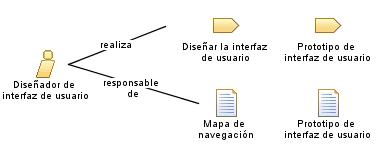 realiza
Diseñar la interfaz
de usuario
Prototipo de
interfaz de usuario
Diseñador de
interfaz de usuario
responsable
de
Mapa de
navegación
Prototipo de
interfaz de usuario